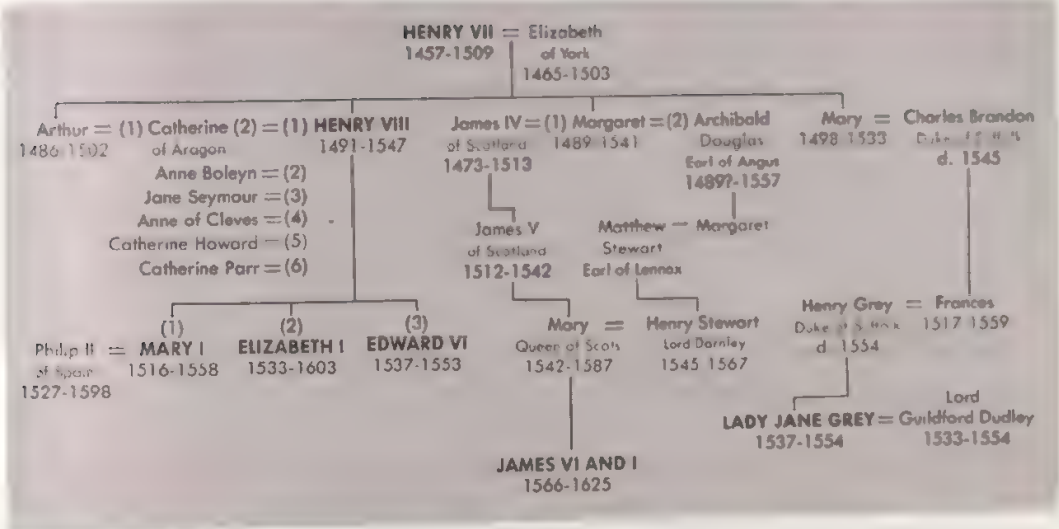 HENRY VII = Elizabeth
1457-1509 of York
1465-1503
Arthur = (1) Catherine (2) = (1) HENRY VIII
1486-1502 of Aragon 1491-1547
Anne Boleyn = (2)
Jane Seymour = (3)
Anne of Cleves = (4)
Catherine Howard = (5)
Catherine Parr = (6)
James IV = (1) Margaret = (2) Archibald
of Scotland 1489-1541 Douglas
1473-1513 Earl of Angus
1489?-1557
Mary = Charles Brandon
1498-1533 Duke of
d. 1545
James V
of Scotland
1512-1542
Matthew = Margaret
Stewart
Earl of Lennox
Henry Grey = Frances
Duke of 1517 1559
d. 1554
(1) (2) (3)
Philip II = MARY I ELIZABETH I EDWARD VI
of Spain 1516-1558 1533-1603 1537-1553
1527-1598
Mary = Henry Stewart
Queen of Scots Lord Darnley
1542-1587 1545 1567
Lord
LADY JANE GREY = Guildford Dudley
1537-1554 1533-1554
JAMES VI AND I
1566-1625